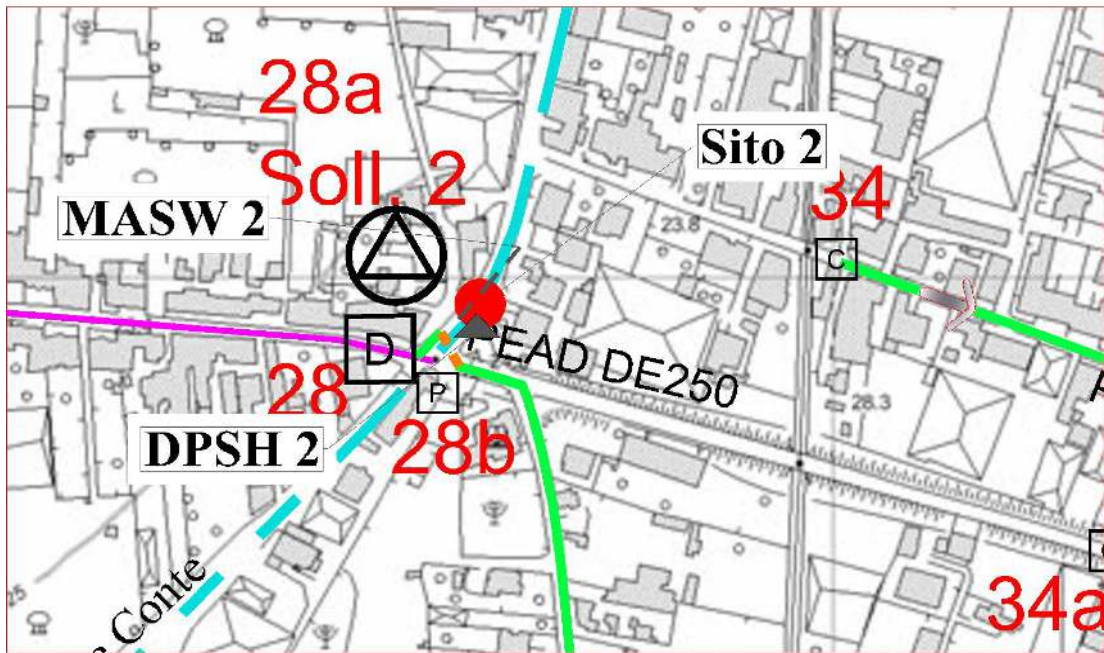 28a
Sito 2
Soll. 2
34
MASW 2
23.8
C
D
PEAD DE250
P
28
28.3
DPSH 2
28b
34a
25
Conte